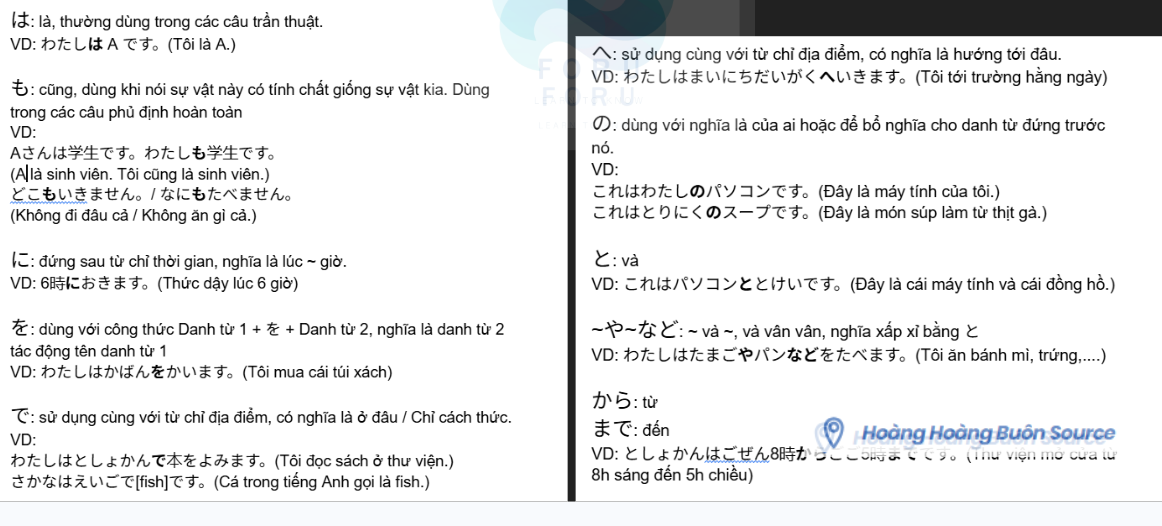 は: là, thường dùng trong các câu trần thuật.
VD: わたしは A です。(Tôi là A.)
も: cũng, dùng khi nói sự vật này có tính chất giống sự vật kia. Dùng
trong các câu phủ định hoàn toàn
VD:
Aさんは学生です。わたしも学生です。
(A là sinh viên. Tôi cũng là sinh viên.)
どこもいきません。/ なにもたべません。
(Không đi đâu cả / Không ăn gì cả.)
に: đứng sau từ chỉ thời gian, nghĩa là lúc ~ giờ.
VD: 6時におきます。(Thức dậy lúc 6 giờ)
を: dùng với công thức Danh từ 1 + を + Danh từ 2, nghĩa là danh từ 2
tác động tên danh từ 1
VD: わたしはかばんをかいます。(Tôi mua cái túi xách)
で: sử dụng cùng với từ chỉ địa điểm, có nghĩa là ở đâu / Chỉ cách thức.
VD:
わたしはとしょかんで本をよみます。(Tôi đọc sách ở thư viện.)
さかなはえいごで[fish]です。(Cá trong tiếng Anh gọi là fish.)
FORU
FORU
へ: sử dụng cùng với từ chỉ địa điểm, có nghĩa là hướng tới đâu.
VD: わたしはまいにちだいがくへいきます。(Tôi tới trường hằng ngày)
の: dùng với nghĩa là của ai hoặc để bổ nghĩa cho danh từ đứng trước
nó.
VD:
これはわたしのパソコンです。(Đây là máy tính của tôi.)
これはとりにくのスープです。(Đây là món súp làm từ thịt gà.)
と: và
VD: これはパソコンととけいです。(Đây là cái máy tính và cái đồng hồ.)
~や~など: ~ và ~, và vân vân, nghĩa xấp xỉ bằng と
VD: わたしはたまごやパンなどをたべます。(Tôi ăn bánh mì, trứng,....)
から: từ
まで: đến
Hoàng Hoàng Buôn Source
VD: としょかんはごぜん8時からごご5時までです。(Thư viện mở cửa từ
8h sáng đến 5h chiều)